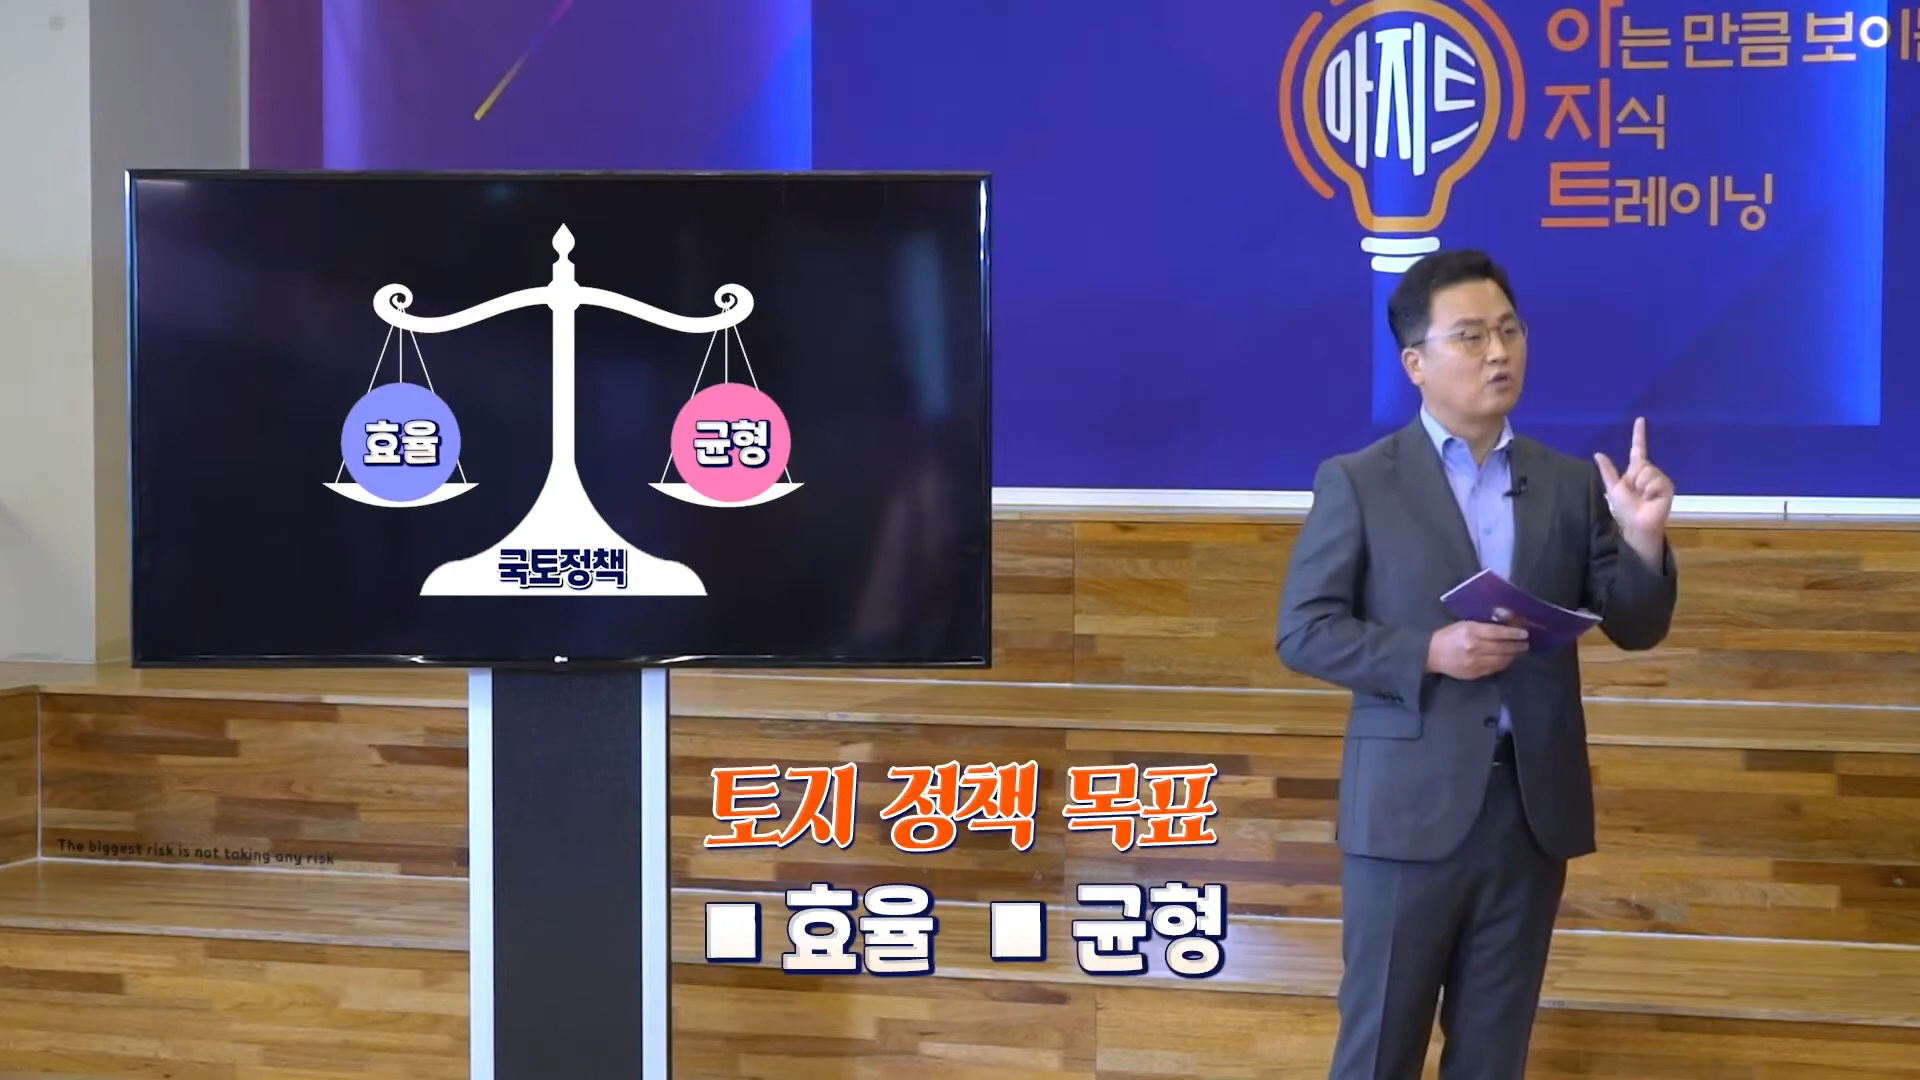 아는 만큼 보이는
지식
트레이닝
아지트
효율
균형
국토정책
The biggest risk is not taking any risk
토지 정책 목표
■ 효율 ■ 균형